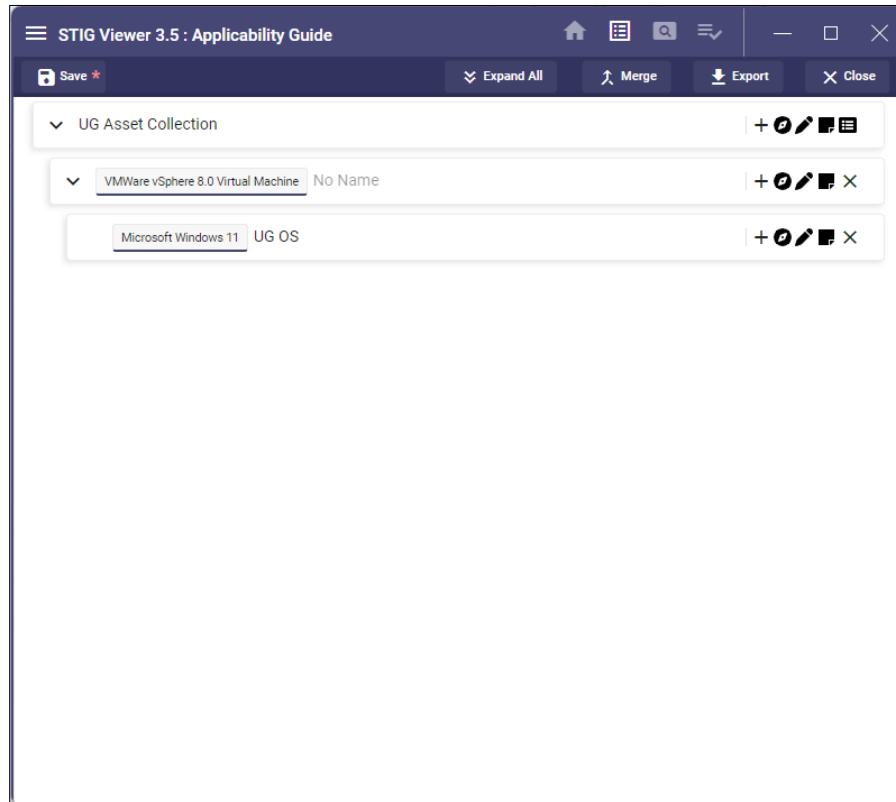 STIG Viewer 3.5 : Applicability Guide
Save * Expand All Merge Export Close
UG Asset Collection
VMWare vSphere 8.0 Virtual Machine No Name
Microsoft Windows 11 UG OS